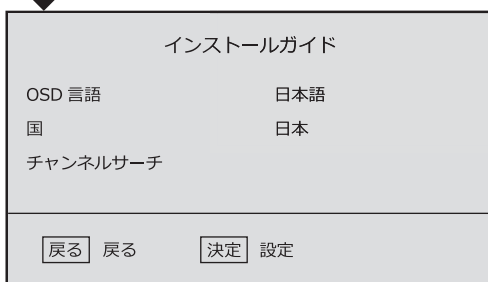 インストールガイド
OSD 言語 日本語
国 日本
チャンネルサーチ
戻る 戻る 決定 設定